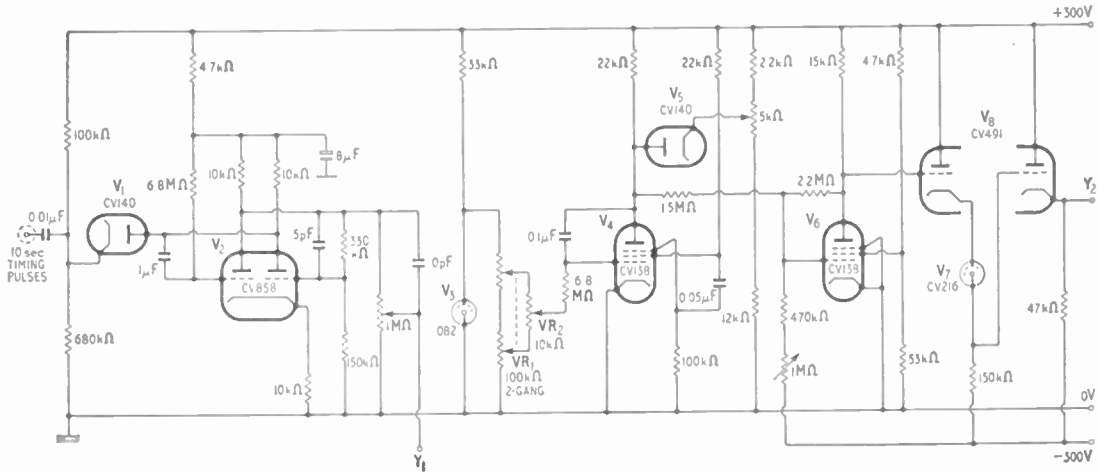 +300V
4.7kΩ
33kΩ
22kΩ
22kΩ
2.2kΩ
15kΩ
47kΩ
V5
CV140
5kΩ
V8
CV491
100kΩ
8μF
V1
CV140
6.8MΩ
10kΩ
10kΩ
2.2MΩ
1.5MΩ
Y2
0.01μF
10 sec
TIMING
PULSES
V2
5pF
330
kΩ
V4
V6
0.1μF
1μF
CV858
CV138
CV138
V7
CV216
V3
OB2
6.8
MΩ
0.05μF
1MΩ
VR2
10kΩ
12kΩ
470kΩ
47kΩ
680kΩ
150kΩ
VR1
100kΩ
2-GANG
100kΩ
1MΩ
150kΩ
10kΩ
0V
Y1
-300V